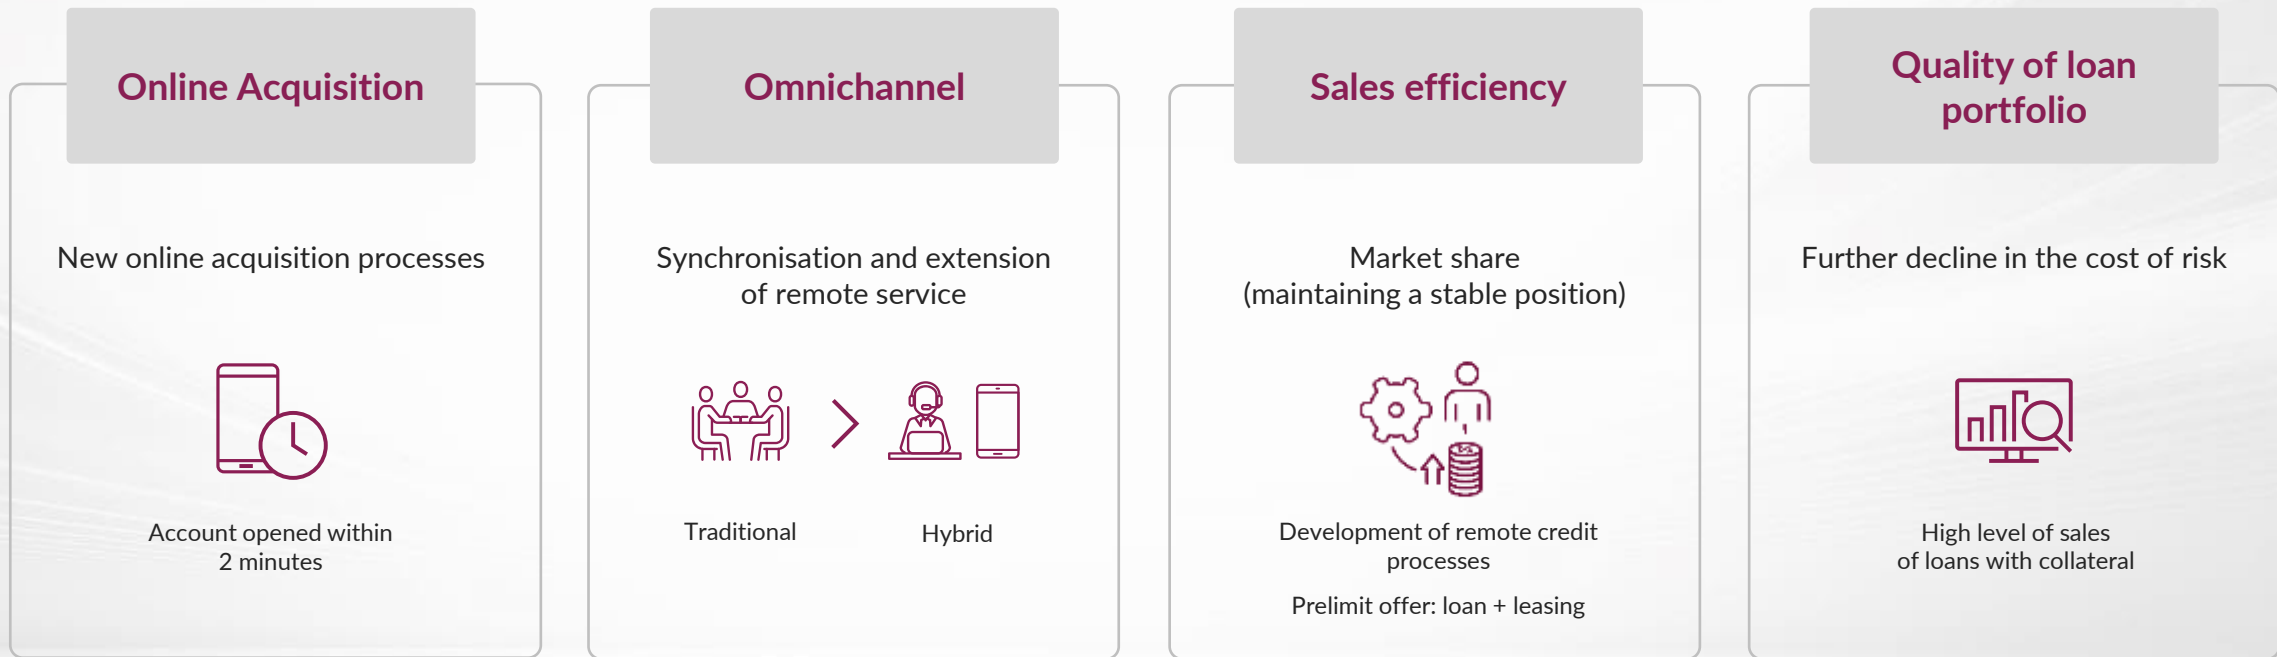 Online Acquisition
New online acquisition processes
Account opened within
2 minutes
Omnichannel
Synchronisation and extension
of remote service
Traditional
Hybrid
Sales efficiency
Market share
(maintaining a stable position)
Development of remote credit
processes
Prelimit offer: loan + leasing
Quality of loan
portfolio
Further decline in the cost of risk
High level of sales
of loans with collateral